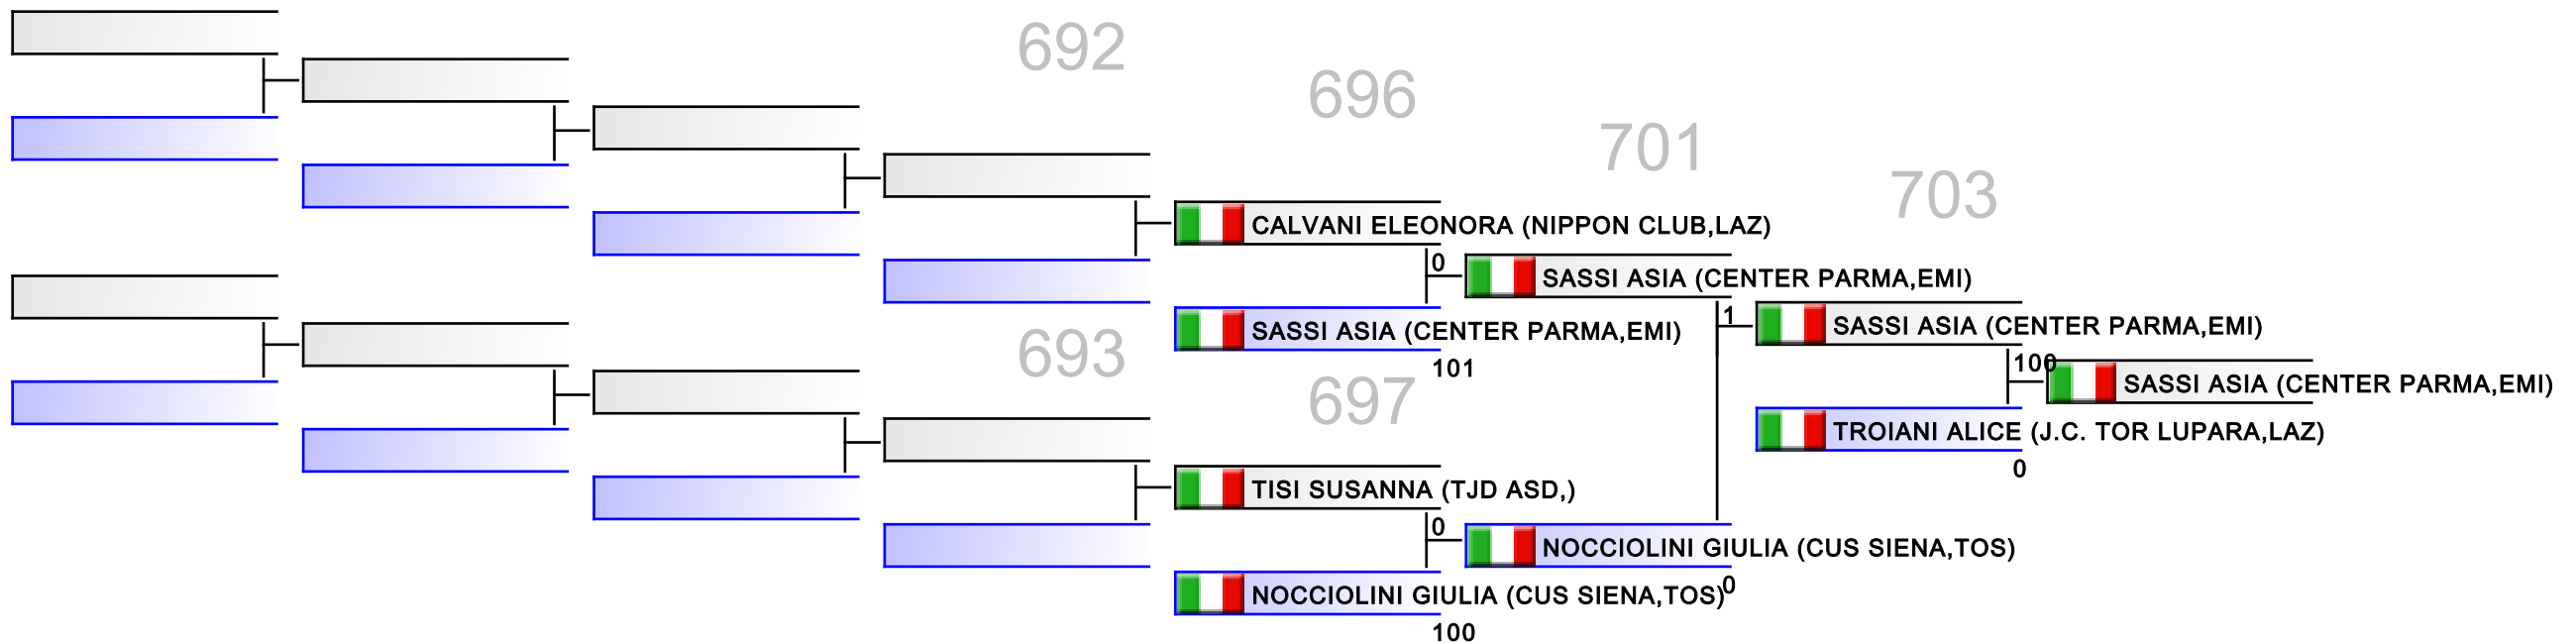 692
696
701
703
CALVANI ELEONORA (NIPPON CLUB,LAZ)
0
SASSI ASIA (CENTER PARMA,EMI)
SASSI ASIA (CENTER PARMA,EMI)
101
1
SASSI ASIA (CENTER PARMA,EMI)
100
SASSI ASIA (CENTER PARMA,EMI)
TROIANI ALICE (J.C. TOR LUPARA,LAZ)
0
693
697
TISI SUSANNA (TJD ASD,)
0
NOCCIOLINI GIULIA (CUS SIENA,TOS)
0
NOCCIOLINI GIULIA (CUS SIENA,TOS)
100